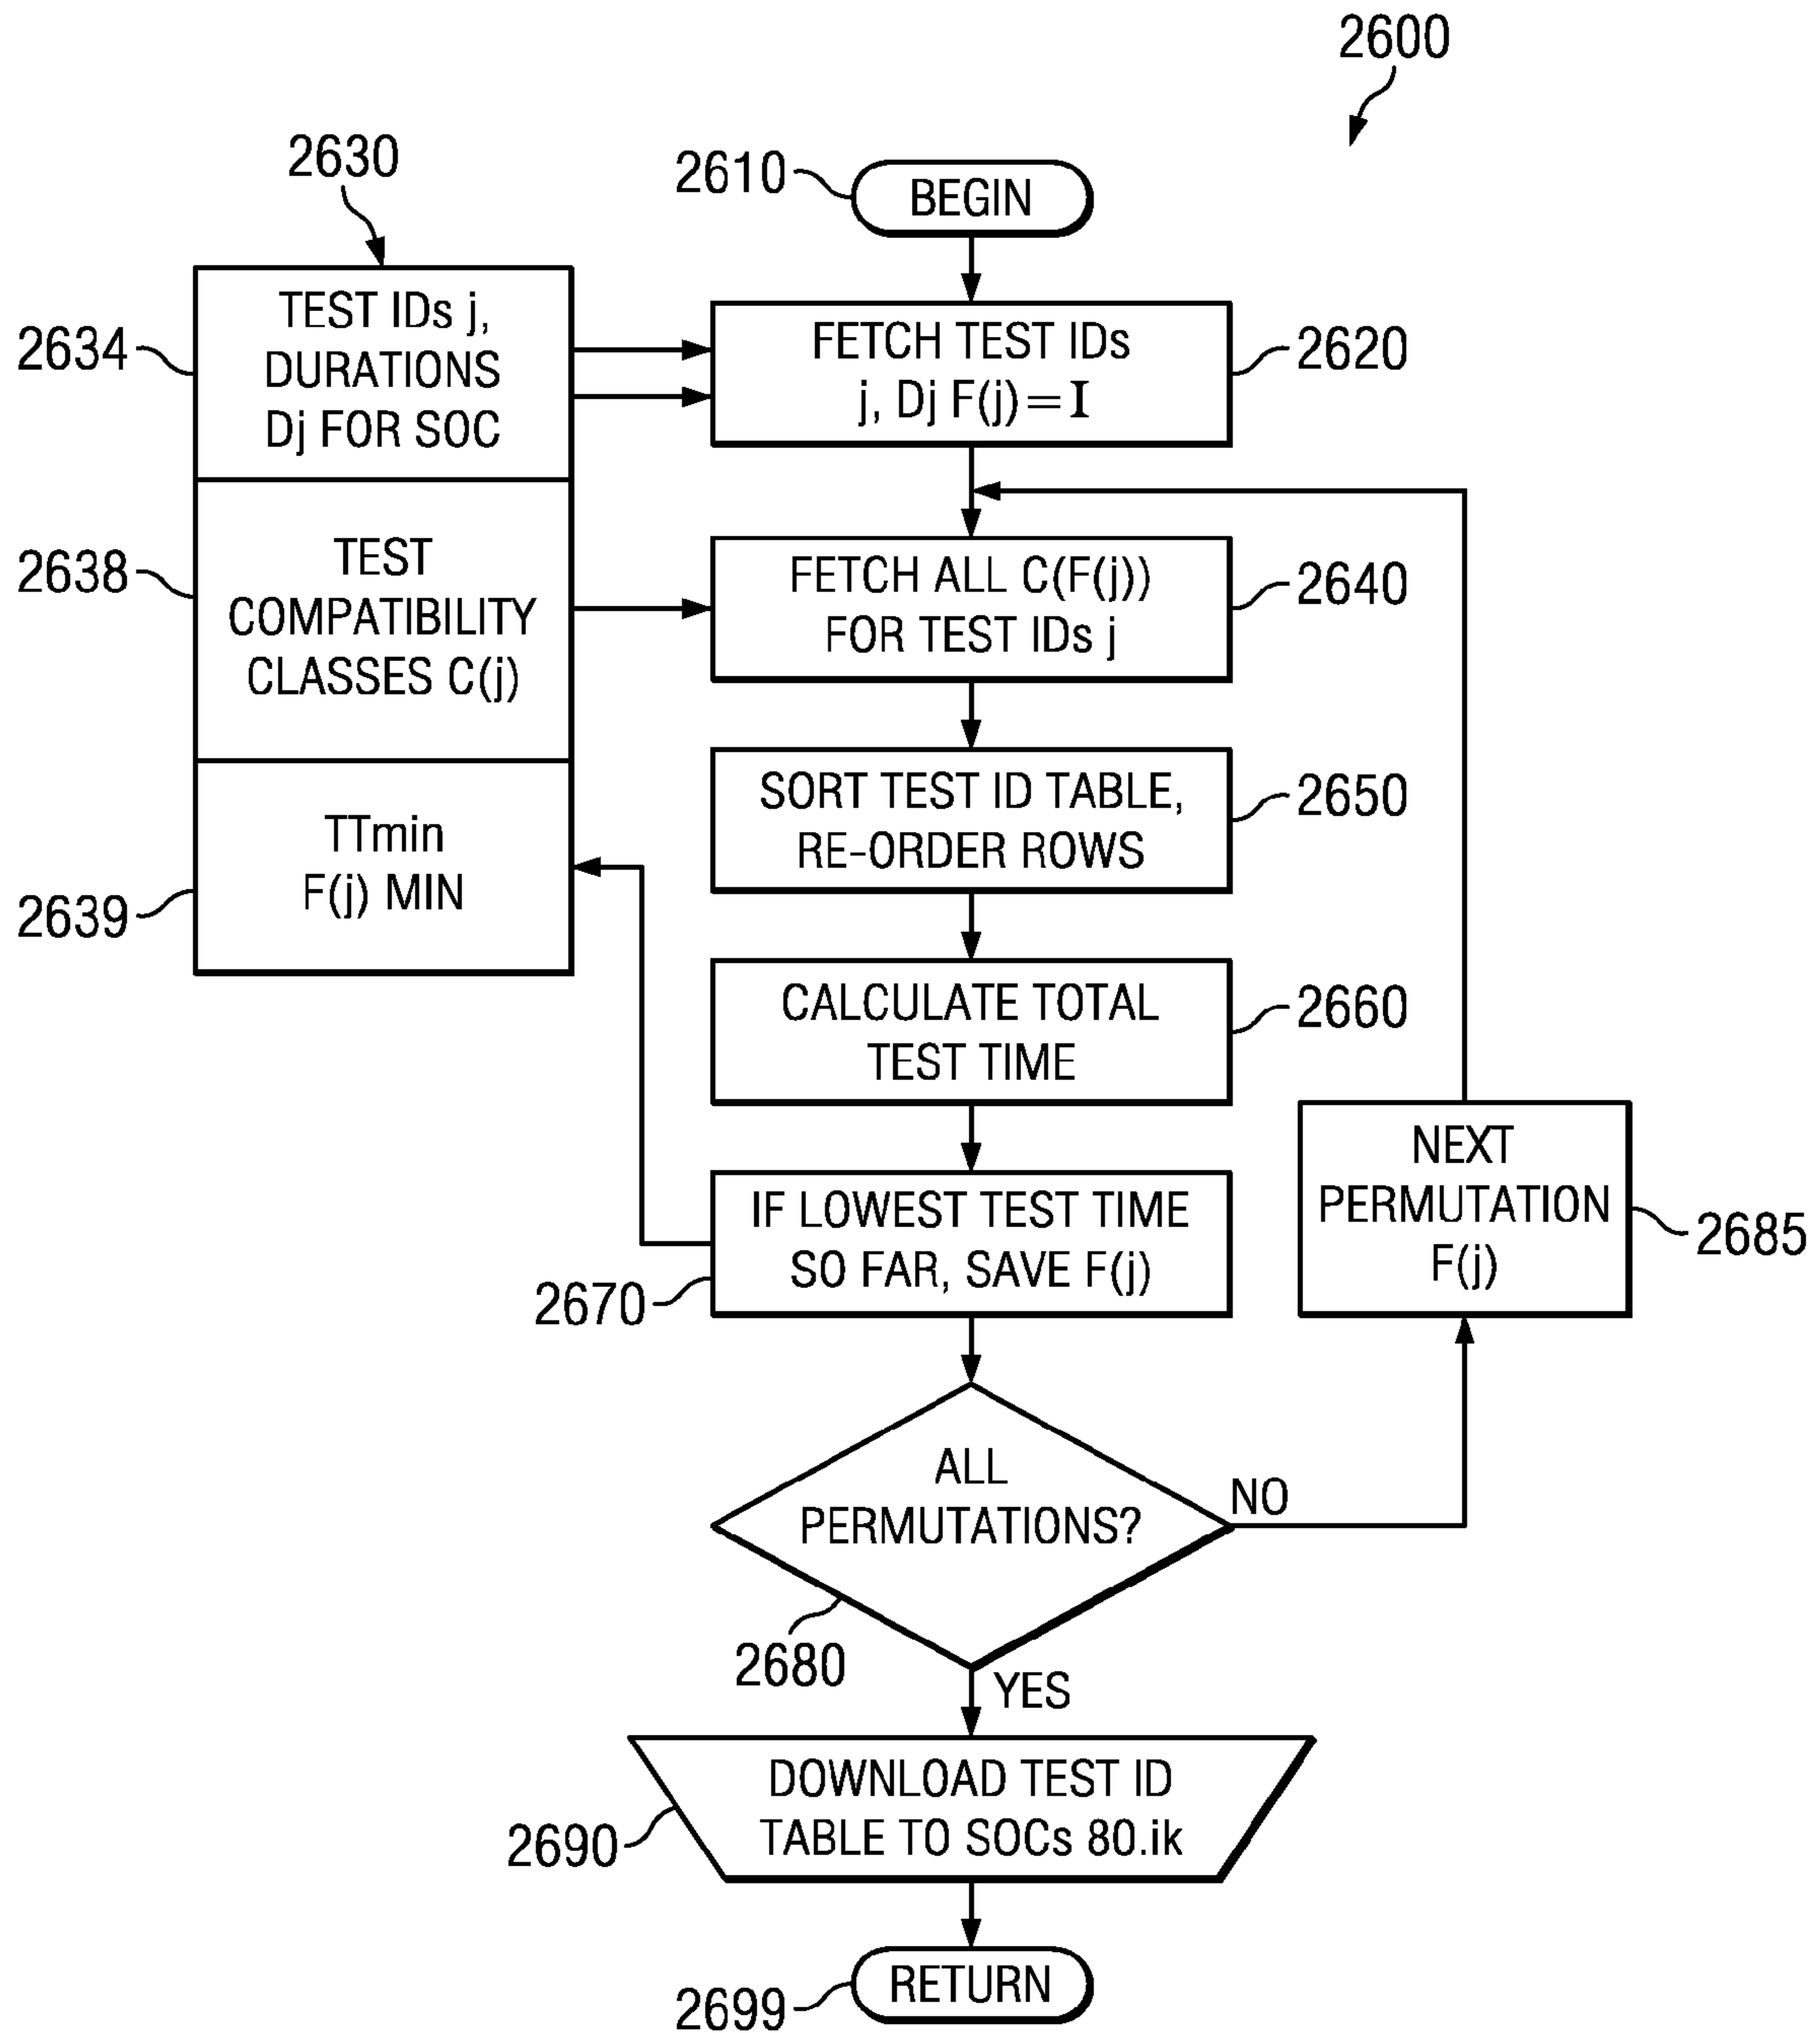 2600
2630
2610
BEGIN
2634
TEST IDs j,
DURATIONS
Dj FOR SOC
FETCH TEST IDs
j, Dj F(j)=I
2620
2638
TEST
COMPATIBILITY
CLASSES C(j)
FETCH ALL C(F(j))
FOR TEST IDs j
2640
SORT TEST ID TABLE,
RE-ORDER ROWS
2650
2639
TTmin
F(j) MIN
CALCULATE TOTAL
TEST TIME
2660
IF LOWEST TEST TIME
SO FAR, SAVE F(j)
2670
NEXT
PERMUTATION
F(j)
2685
ALL
PERMUTATIONS?
NO
2680
YES
DOWNLOAD TEST ID
TABLE TO SOCs 80.ik
2690
RETURN
2699